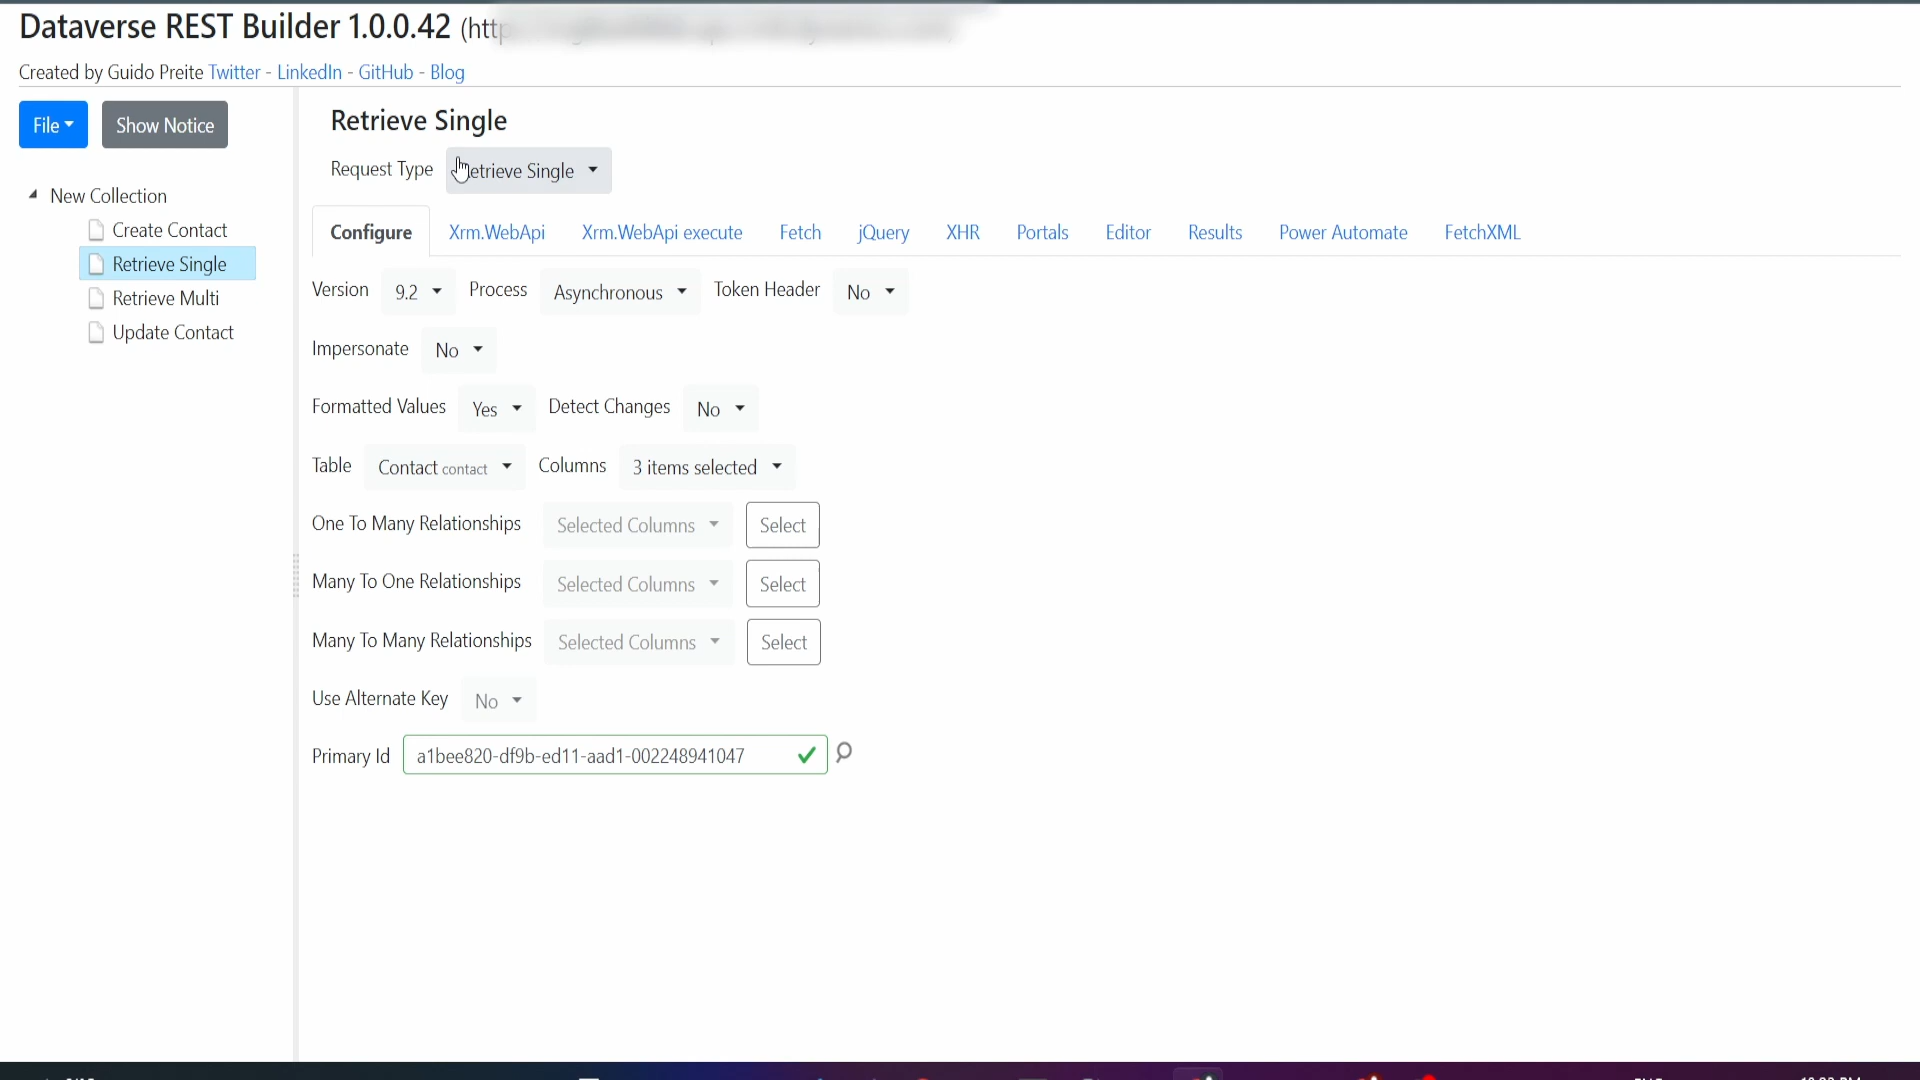 Dataverse REST Builder 1.0.0.42 (http
Created by Guido Preite Twitter - LinkedIn - GitHub - Blog
File Show Notice
New Collection
Create Contact
Retrieve Single
Retrieve Multi
Update Contact
Retrieve Single
Request Type Retrieve Single
Configure Xrm.WebApi Xrm.WebApi execute Fetch jQuery XHR Portals Editor Results Power Automate FetchXML
Version 9.2 Process Asynchronous Token Header No
Impersonate No
Formatted Values Yes Detect Changes No
Table Contact contact Columns 3 items selected
One To Many Relationships Selected Columns Select
Many To One Relationships Selected Columns Select
Many To Many Relationships Selected Columns Select
Use Alternate Key No
Primary Id a1bee820-df9b-ed11-aad1-002248941047